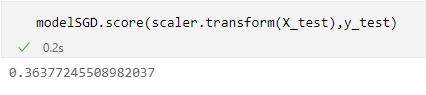 modelSGD.score(scaler.transform(X_test),y_test)
✓ 0.2s
0.36377245508982037